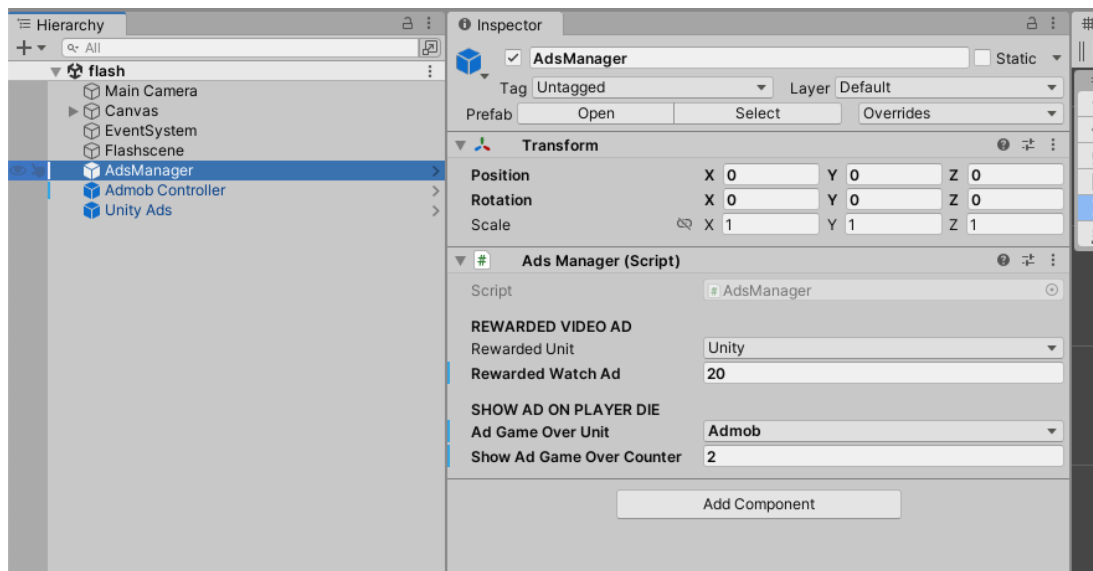 Hierarchy
All
flash
Main Camera
Canvas
EventSystem
Flashscene
AdsManager
Admob Controller
Unity Ads
Inspector
AdsManager Static
Tag Untagged Layer Default
Prefab Open Select Overrides
Transform
Position X 0 Y 0 Z 0
Rotation X 0 Y 0 Z 0
Scale X 1 Y 1 Z 1
# Ads Manager (Script)
Script # AdsManager
REWARDED VIDEO AD
Rewarded Unit Unity
Rewarded Watch Ad 20
SHOW AD ON PLAYER DIE
Ad Game Over Unit Admob
Show Ad Game Over Counter 2
Add Component